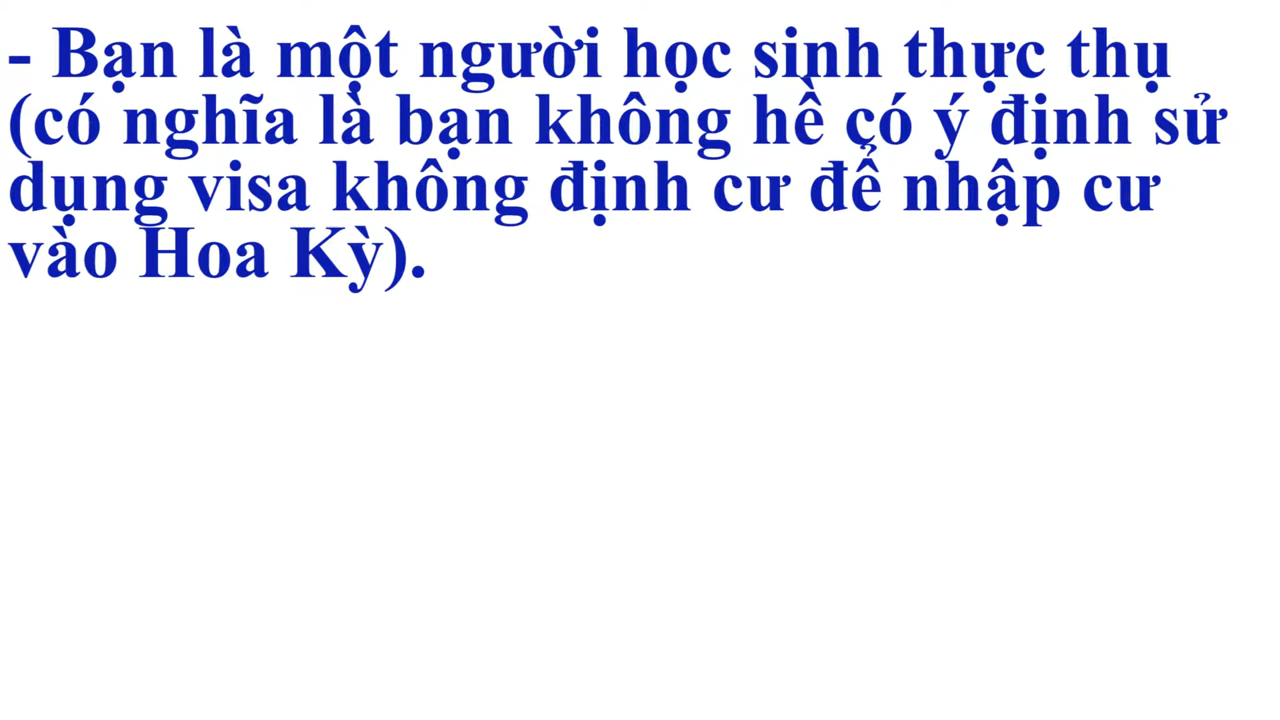 - Bạn là một người học sinh thực thụ
(có nghĩa là bạn không hề có ý định sử
dụng visa không định cư để nhập cư
vào Hoa Kỳ).